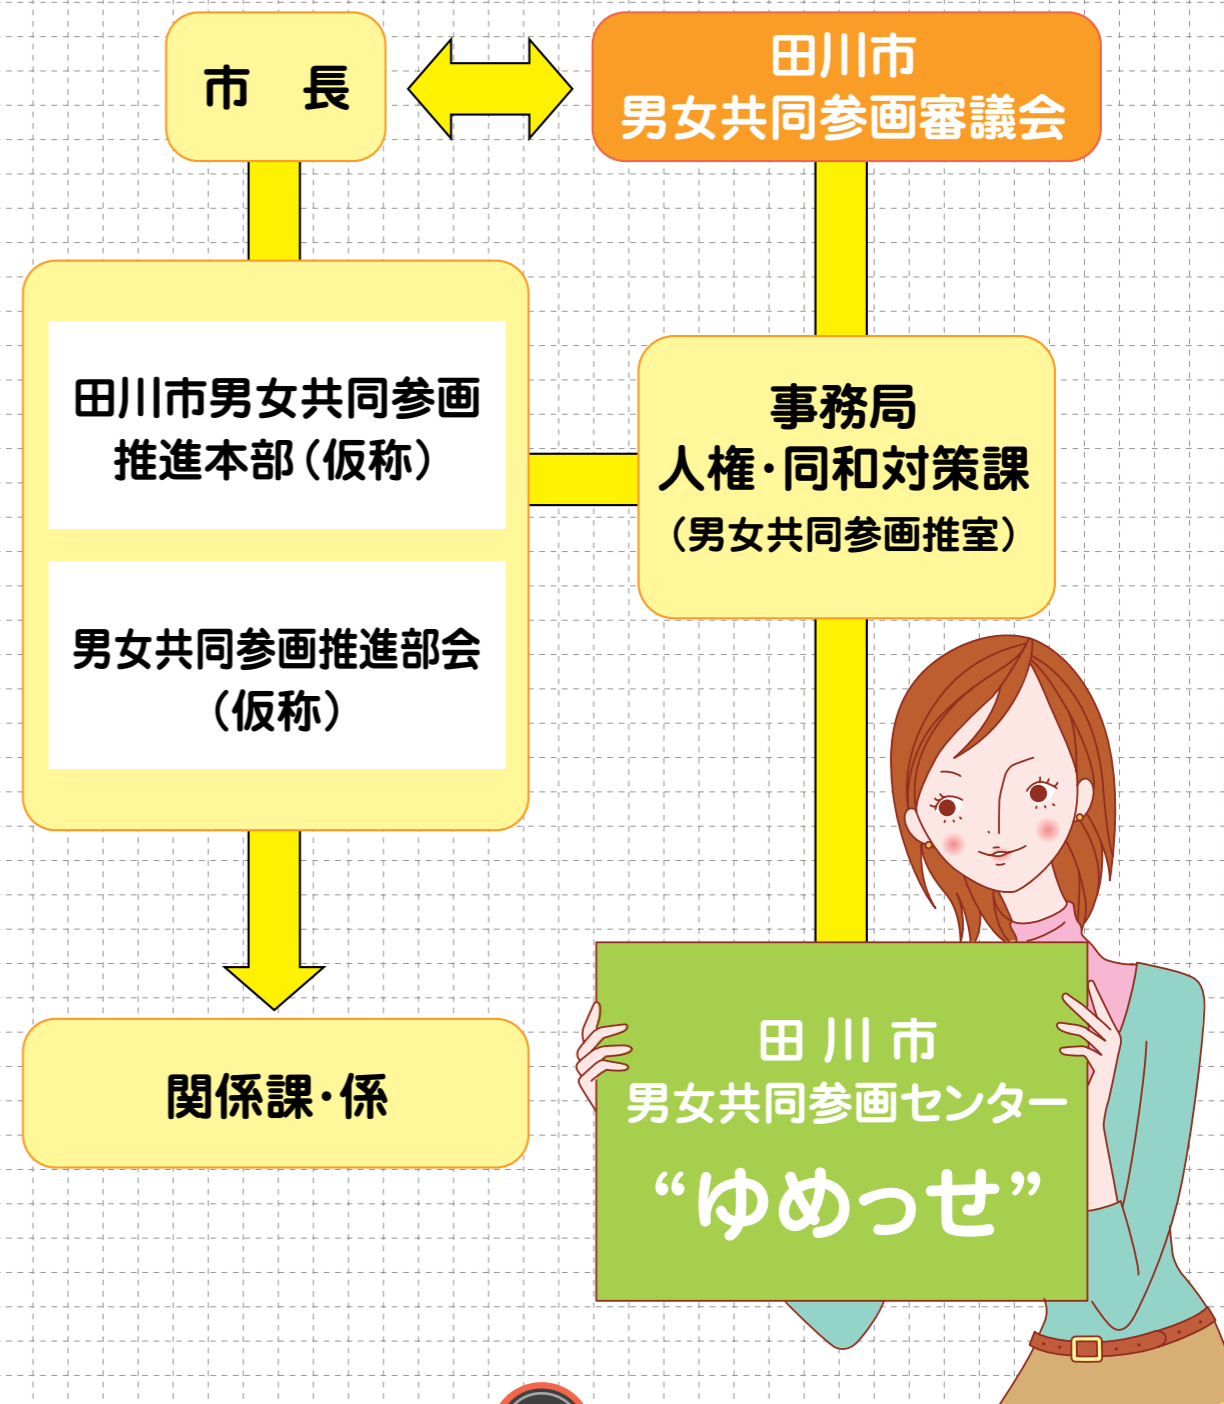 市　長
田川市
男女共同参画審議会
田川市男女共同参画
推進本部（仮称）
男女共同参画推進部会
（仮称）
事務局
人権・同和対策課
（男女共同参画推室）
関係課・係
田川市
男女共同参画センター
“ゆめっせ”